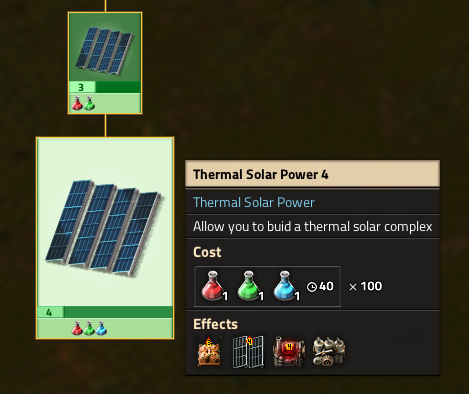 3
4
Thermal Solar Power 4
Thermal Solar Power
Allow you to buid a thermal solar complex
Cost
1 1 1 40 × 100
Effects